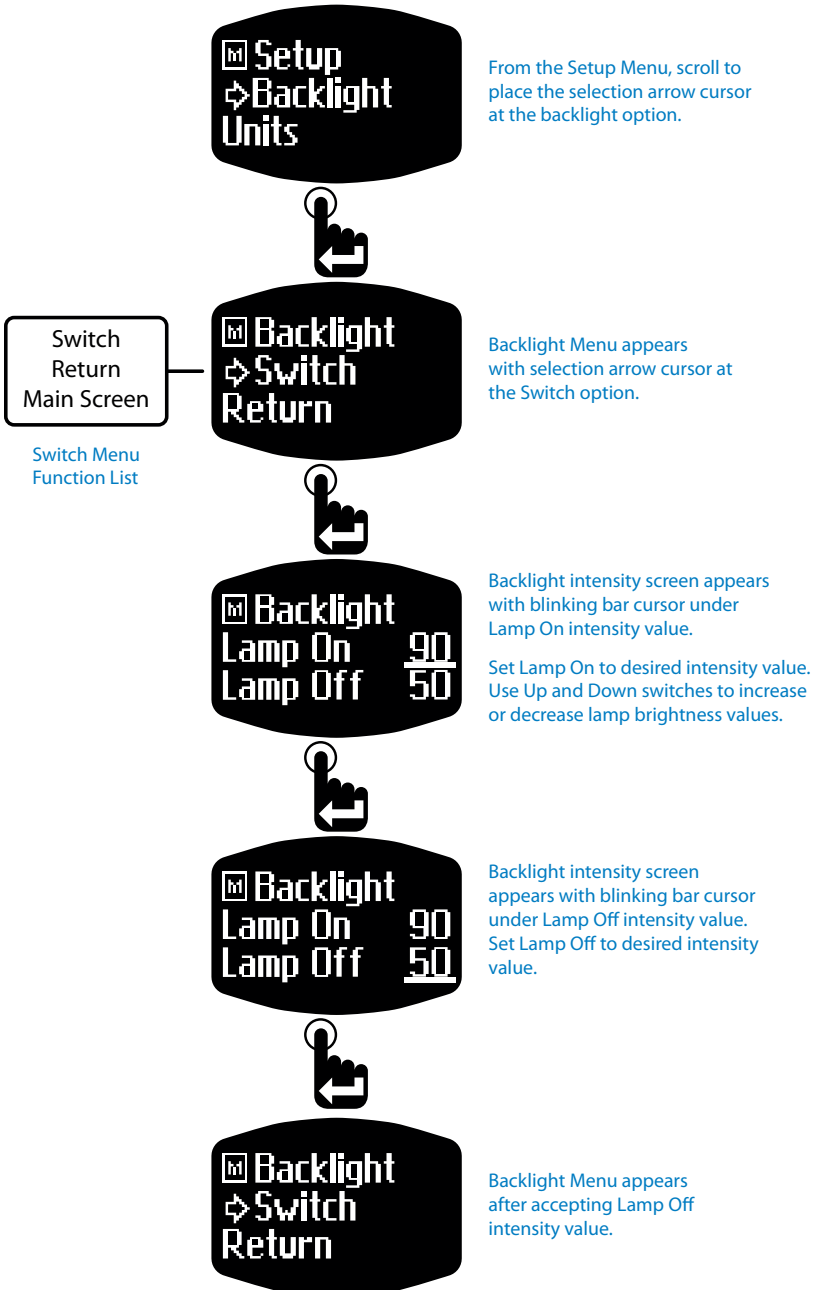 M Setup
Backlight
Units
From the Setup Menu, scroll to
place the selection arrow cursor
at the backlight option.
Switch
Return
Main Screen
Switch Menu
Function List
M Backlight
Switch
Return
Backlight Menu appears
with selection arrow cursor at
the Switch option.
M Backlight
Lamp On 90
Lamp Off 50
Backlight intensity screen appears
with blinking bar cursor under
Lamp On intensity value.
Set Lamp On to desired intensity value.
Use Up and Down switches to increase
or decrease lamp brightness values.
M Backlight
Lamp On 90
Lamp Off 50
Backlight intensity screen
appears with blinking bar cursor
under Lamp Off intensity value.
Set Lamp Off to desired intensity
value.
M Backlight
Switch
Return
Backlight Menu appears
after accepting Lamp Off
intensity value.